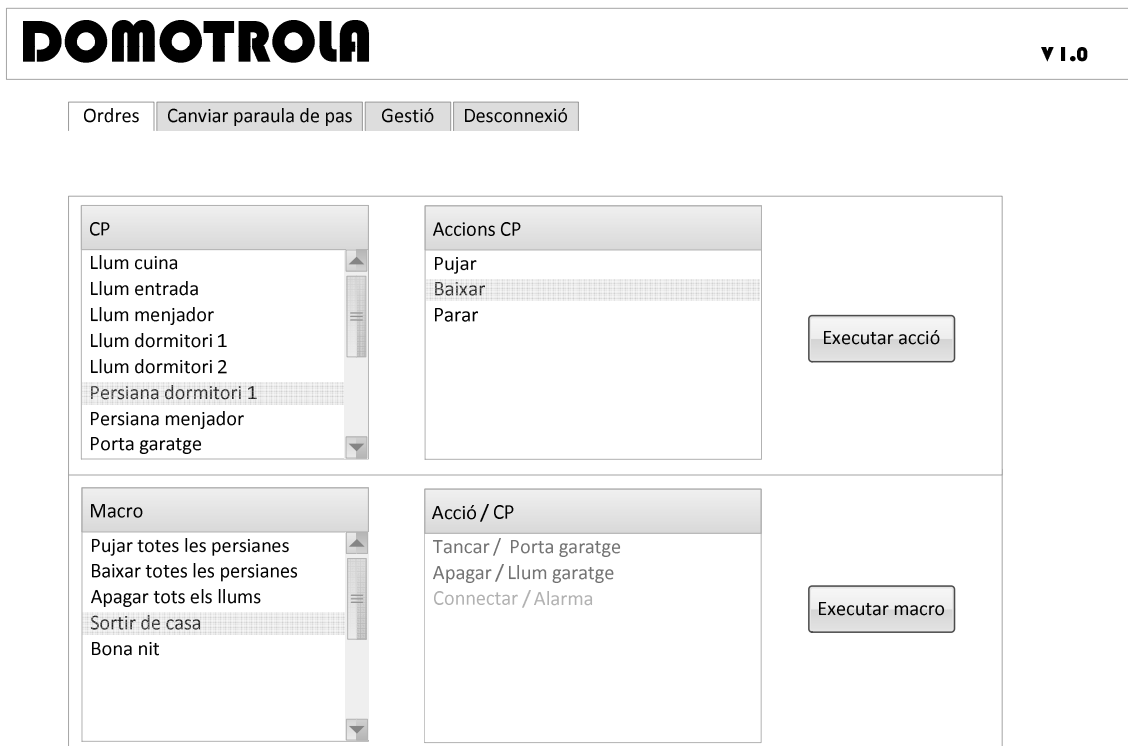 DOMOTROLA
V 1.0
Ordres
Canviar paraula de pas
Gestió
Desconnexió
CP
Llum cuina
Llum entrada
Llum menjador
Llum dormitori 1
Llum dormitori 2
Persiana dormitori 1
Persiana menjador
Porta garatge
Accions CP
Pujar
Baixar
Parar
Executar acció
Macro
Pujar totes les persianes
Baixar totes les persianes
Apagar tots els llums
Sortir de casa
Bona nit
Acció / CP
Tancar / Porta garatge
Apagar / Llum garatge
Connectar / Alarma
Executar macro